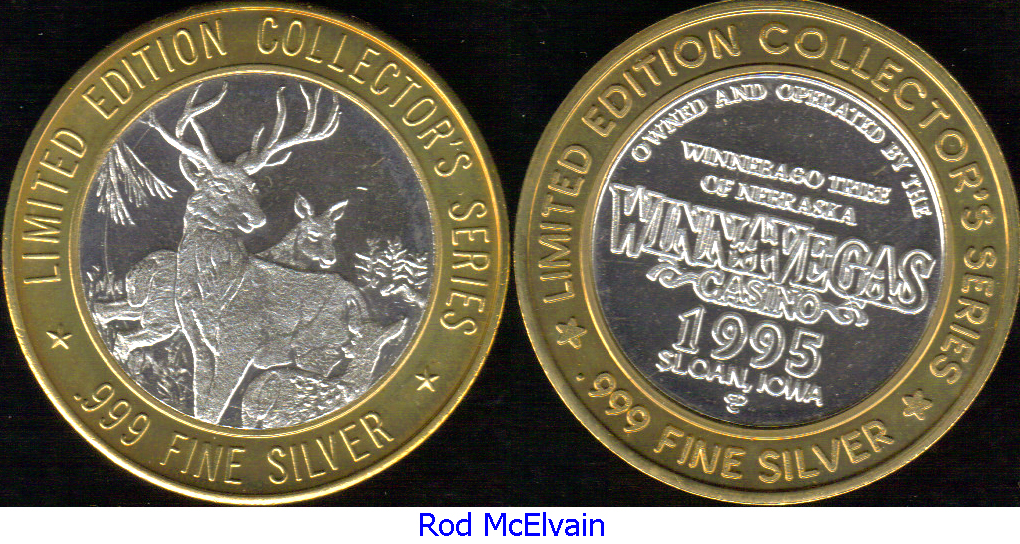 LIMITED EDITION COLLECTOR'S SERIES
.999 FINE SILVER
LIMITED EDITION COLLECTOR'S SERIES
OWNED AND OPERATED BY THE
WINNEBAGO TRIBE
OF NEBRASKA
WINNAVEGAS
CASINO
1995
SLOAN, IOWA
.999 FINE SILVER
Rod McElvain